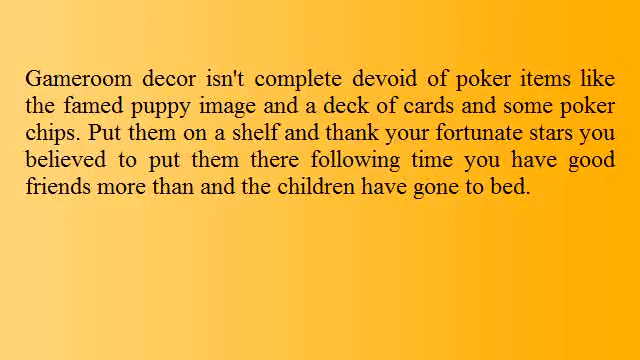 Gameroom decor isn't complete devoid of poker items like
the famed puppy image and a deck of cards and some poker
chips. Put them on a shelf and thank your fortunate stars you
believed to put them there following time you have good
friends more than and the children have gone to bed.